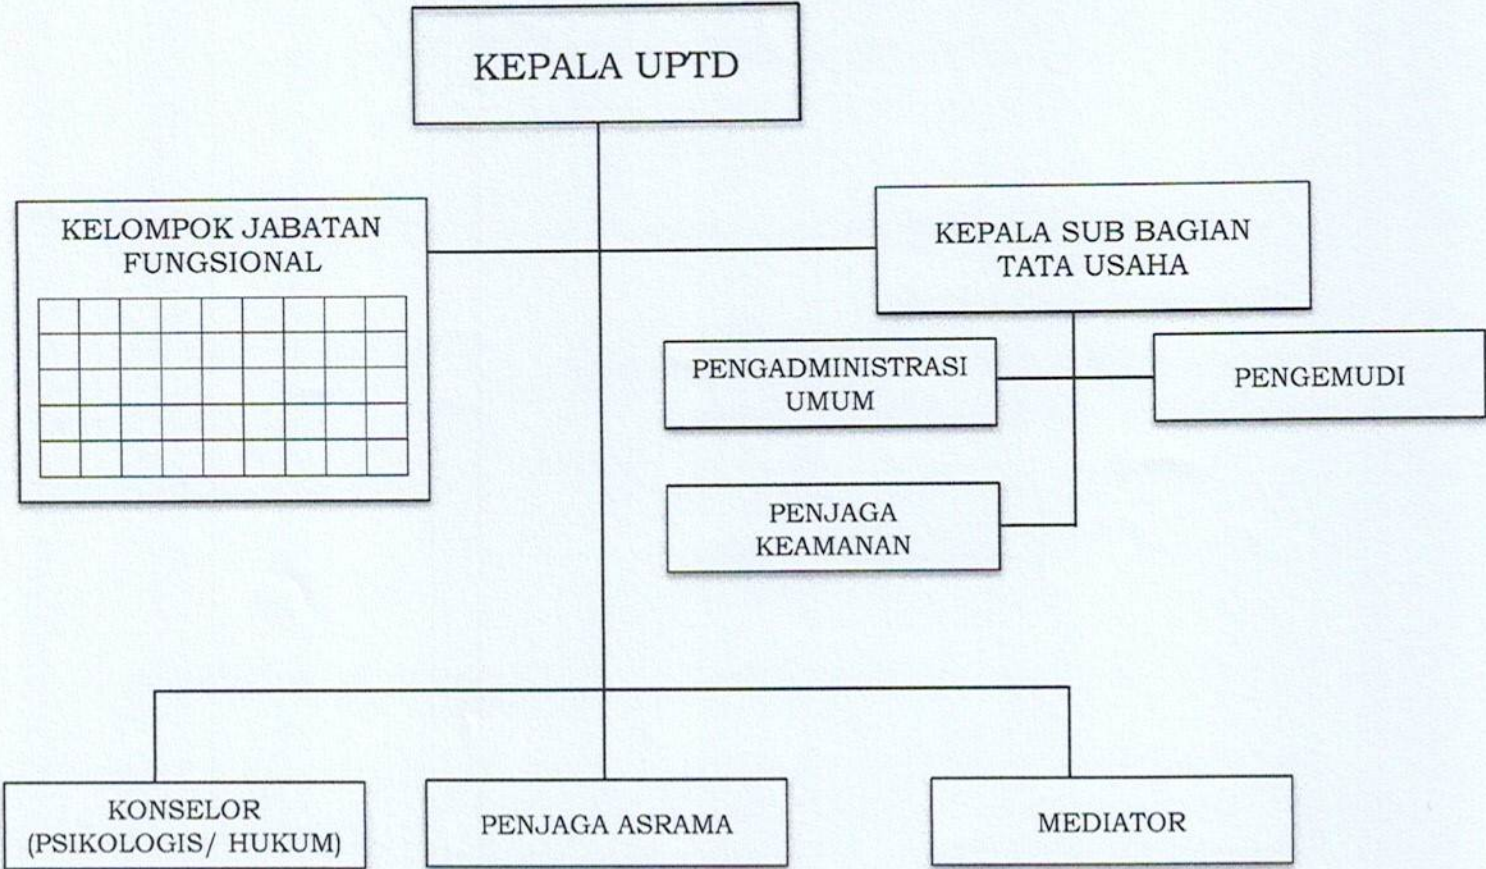 KEPALA UPTD
KELOMPOK JABATAN
FUNGSIONAL
KEPALA SUB BAGIAN
TATA USAHA
PENGADMINISTRASI
UMUM
PENGEMUDI
PENJAGA
KEAMANAN
KONSELOR
(PSIKOLOGIS/ HUKUM)
PENJAGA ASRAMA
MEDIATOR